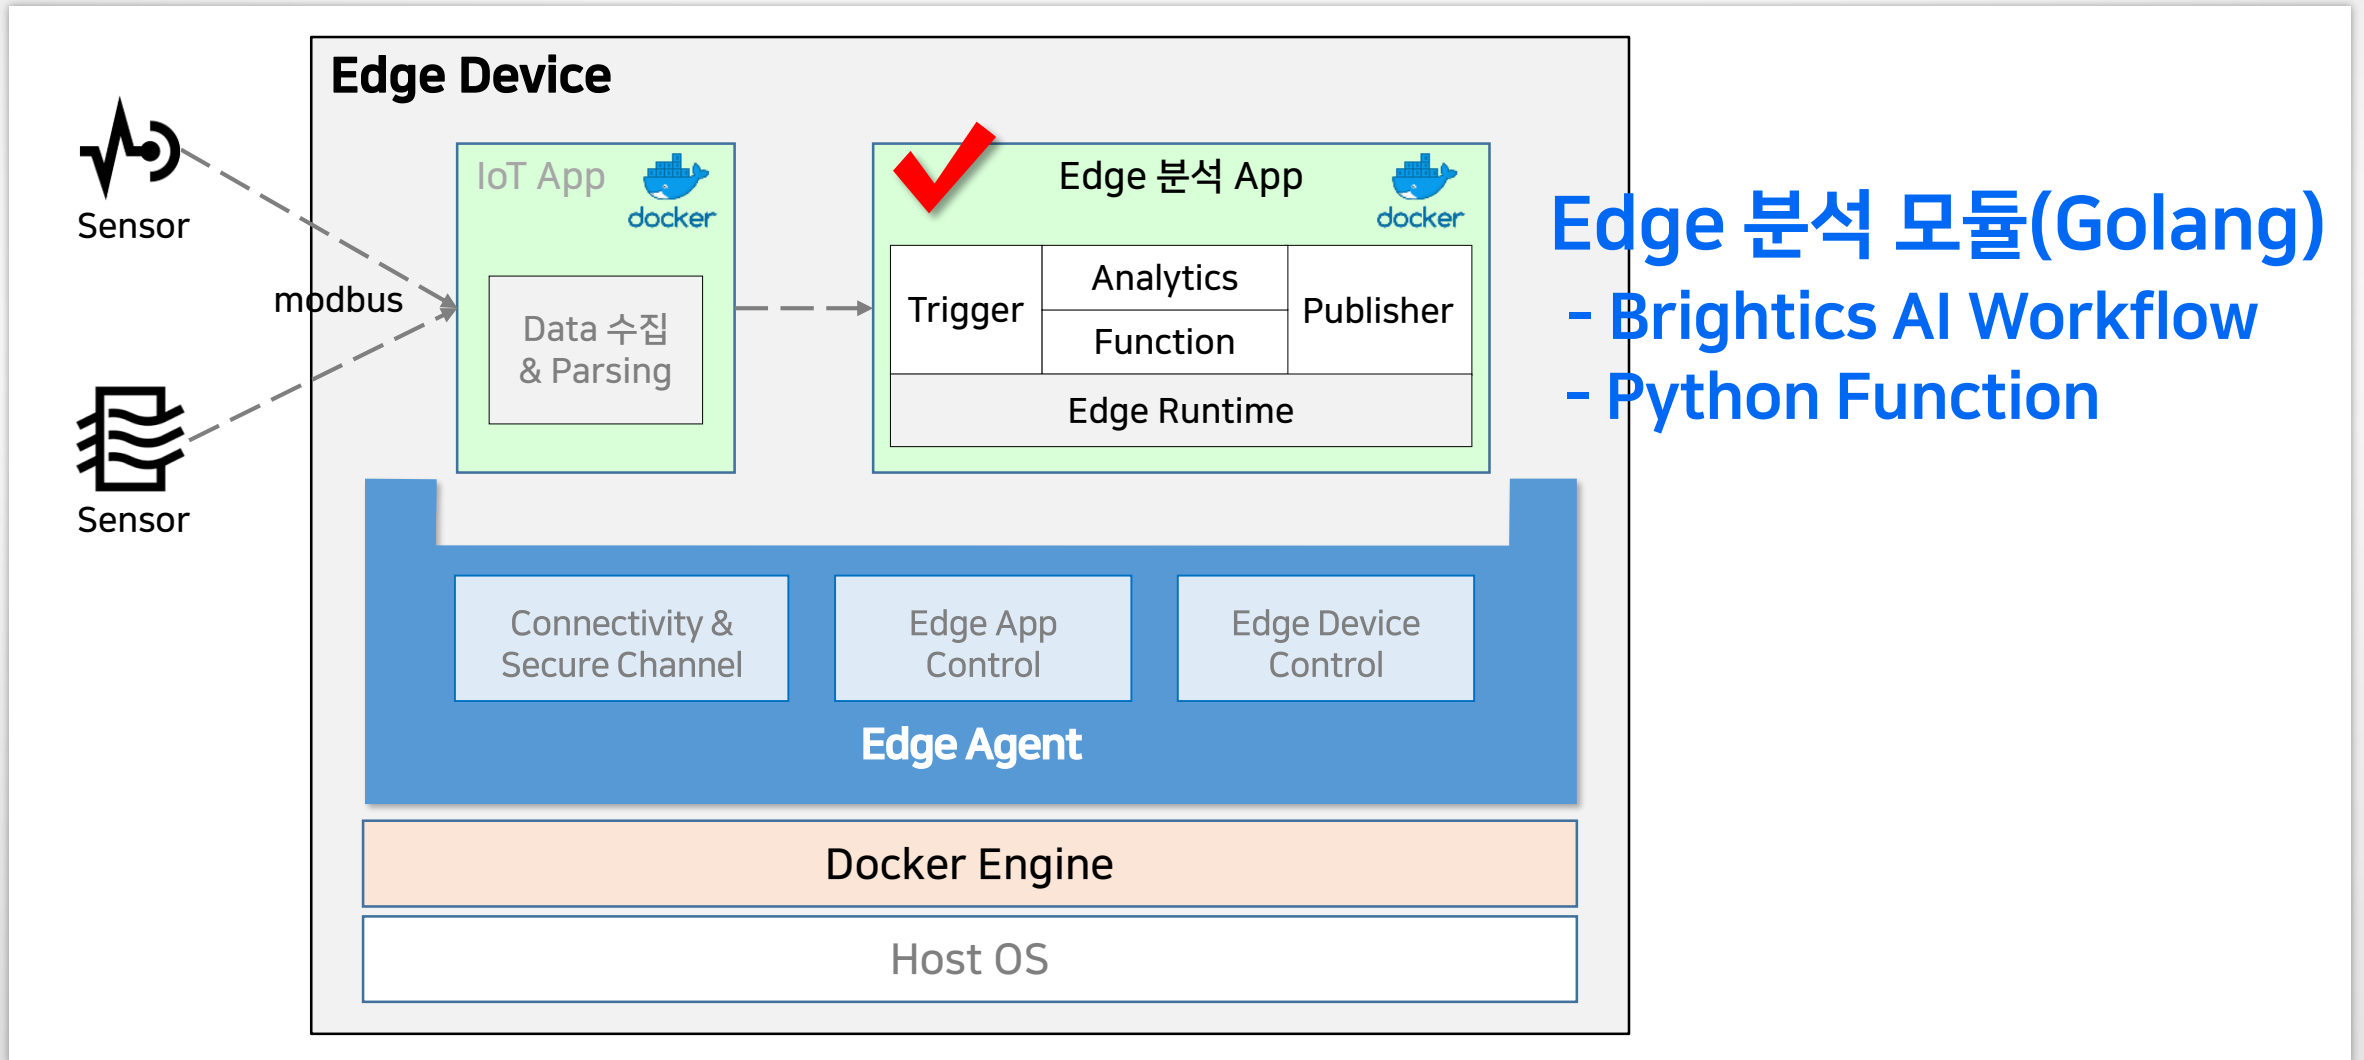 Edge Device
Sensor
modbus
Sensor
IoT App
docker
Data 수집
& Parsing
Edge 분석 App
docker
Trigger
Analytics
Function
Publisher
Edge Runtime
Edge 분석 모듈(Golang)
- Brightics AI Workflow
- Python Function
Connectivity &
Secure Channel
Edge App
Control
Edge Device
Control
Edge Agent
Docker Engine
Host OS